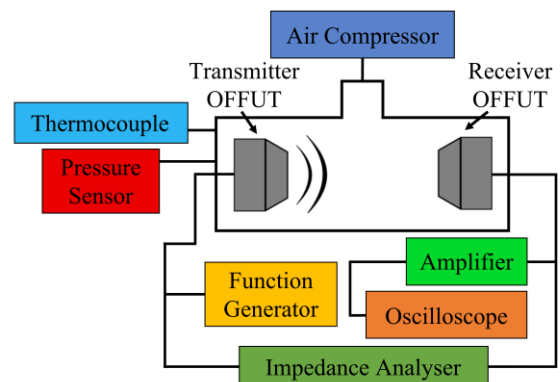 Air Compressor
Transmitter
OFFUT
Receiver
OFFUT
Thermocouple
Pressure
Sensor
Function
Generator
Amplifier
Oscilloscope
Impedance Analyser